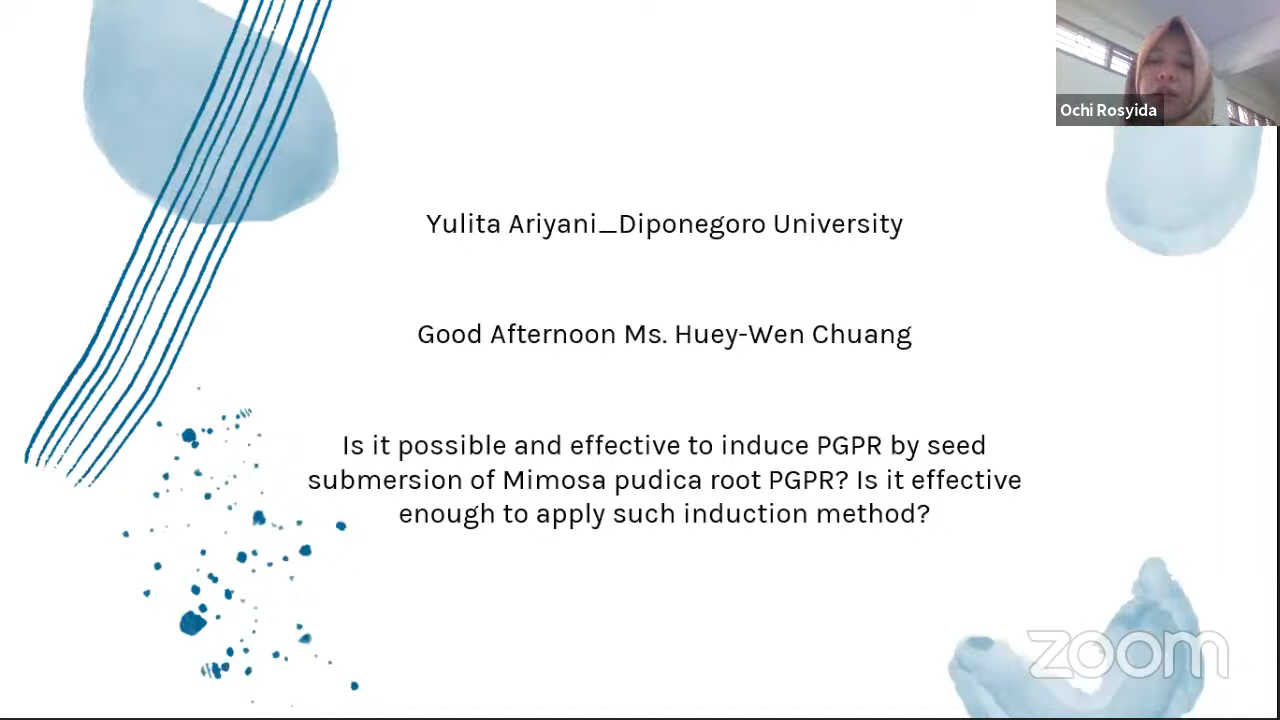 Ochi Rosyida
Yulita Ariyani_Diponegoro University
Good Afternoon Ms. Huey-Wen Chuang
Is it possible and effective to induce PGPR by seed
submersion of Mimosa pudica root PGPR? Is it effective
enough to apply such induction method?
zoom